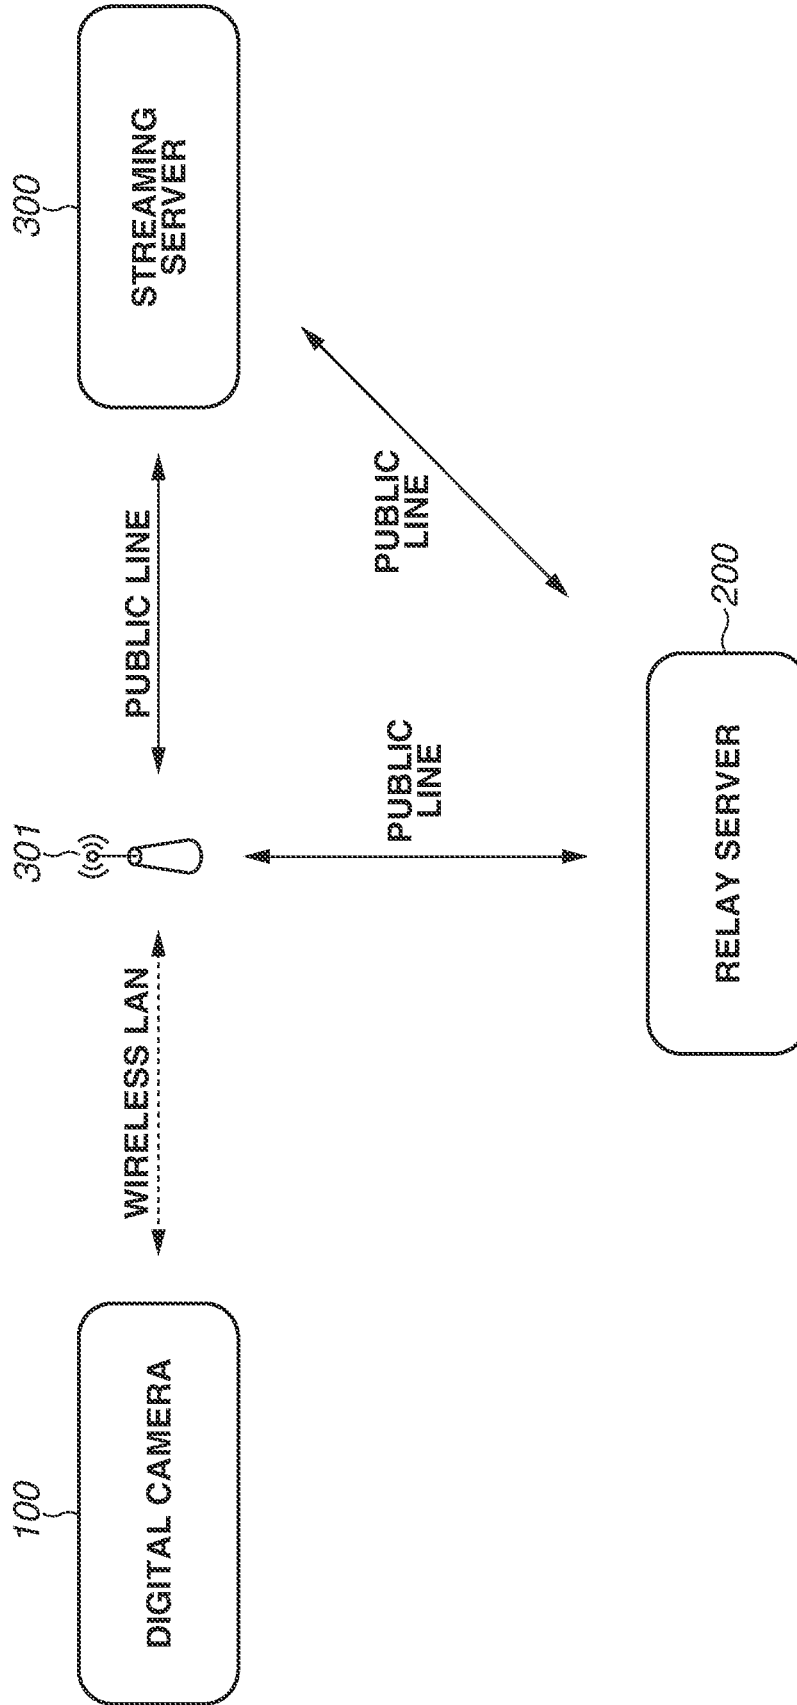 100
DIGITAL CAMERA
WIRELESS LAN
301
PUBLIC LINE
300
STREAMING
SERVER
PUBLIC
LINE
PUBLIC
LINE
200
RELAY SERVER